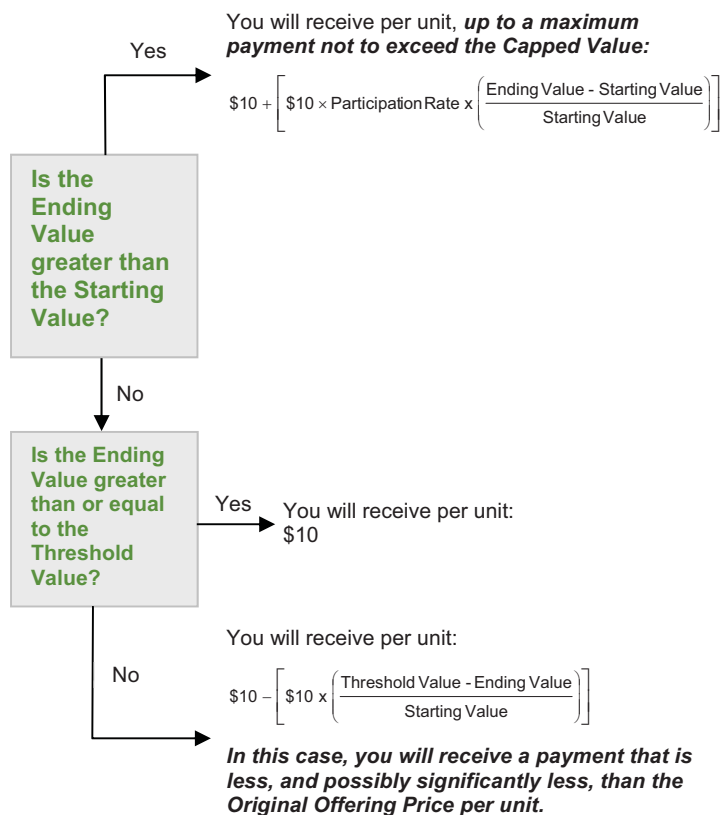 You will receive per unit, up to a maximum
payment not to exceed the Capped Value:
Yes
$10 + [ $10 × Participation Rate x ( Ending Value - Starting Value / Starting Value ) ]
Is the
Ending
Value
greater than
the Starting
Value?
No
Is the Ending
Value greater
than or equal
to the
Threshold
Value?
Yes
You will receive per unit:
$10
You will receive per unit:
No
$10 – [ $10 x ( Threshold Value - Ending Value / Starting Value ) ]
In this case, you will receive a payment that is
less, and possibly significantly less, than the
Original Offering Price per unit.